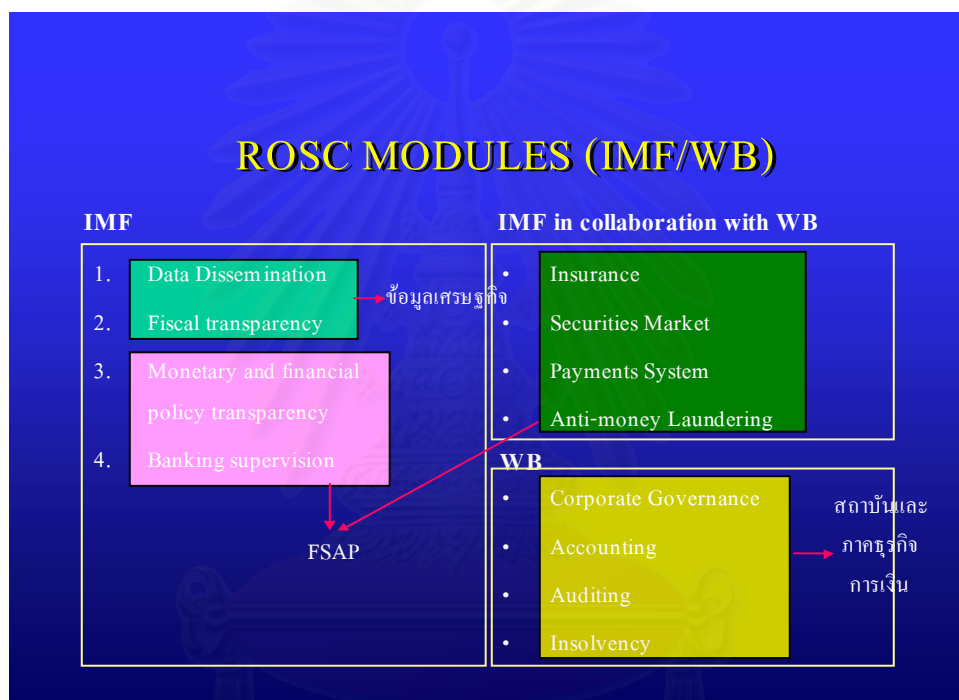 ROSC MODULES (IMF/WB)
IMF
1. Data Dissemination
2. Fiscal transparency
ข้อมูลเศรษฐกิจ
3. Monetary and financial
policy transparency
4. Banking supervision
FSAP
IMF in collaboration with WB
• Insurance
• Securities Market
• Payments System
• Anti-money Laundering
WB
• Corporate Governance
• Accounting
• Auditing
• Insolvency
สถาบันและ
ภาคธุรกิจ
การเงิน